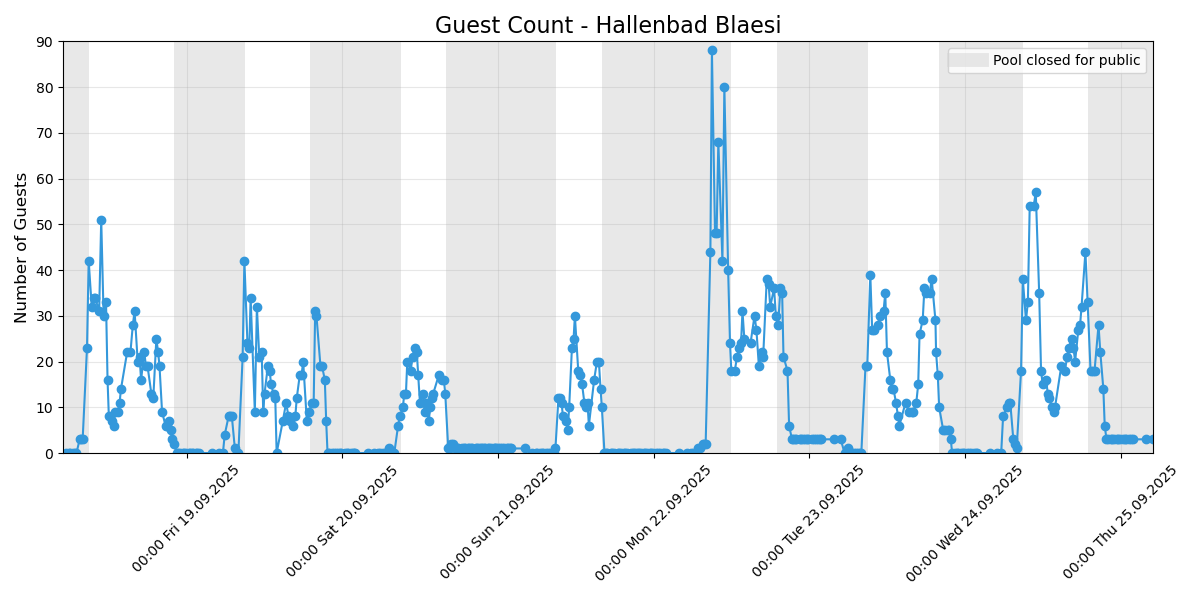 Guest Count - Hallenbad Blaesi
Pool closed for public
Number of Guests
90
80
70
60
50
40
30
20
10
0
00:00 Fri 19.09.2025
00:00 Sat 20.09.2025
00:00 Sun 21.09.2025
00:00 Mon 22.09.2025
00:00 Tue 23.09.2025
00:00 Wed 24.09.2025
00:00 Thu 25.09.2025